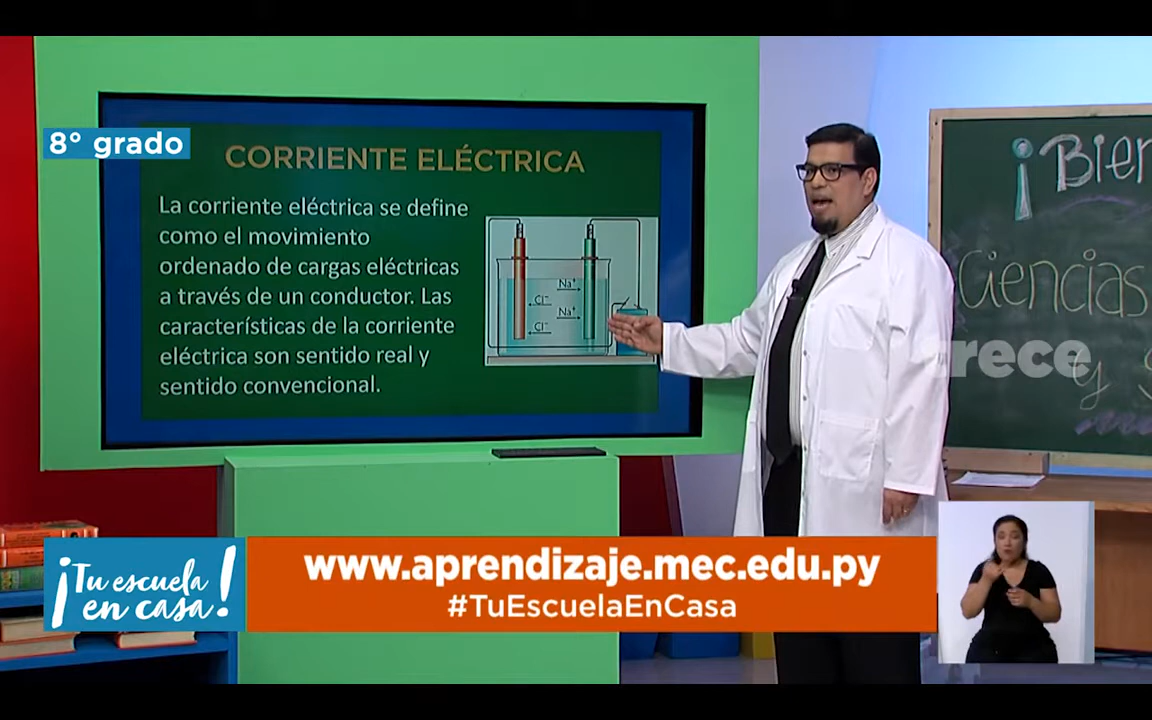 8° grado
CORRIENTE ELÉCTRICA
La corriente eléctrica se define
como el movimiento
ordenado de cargas eléctricas
a través de un conductor. Las
características de la corriente
eléctrica son sentido real y
sentido convencional.
Na⁺
Cl⁻
Na⁺
Cl⁻
¡Bien
Ciencias
y S
rece
¡Tu escuela
en casa!
www.aprendizaje.mec.edu.py
#TuEscuelaEnCasa